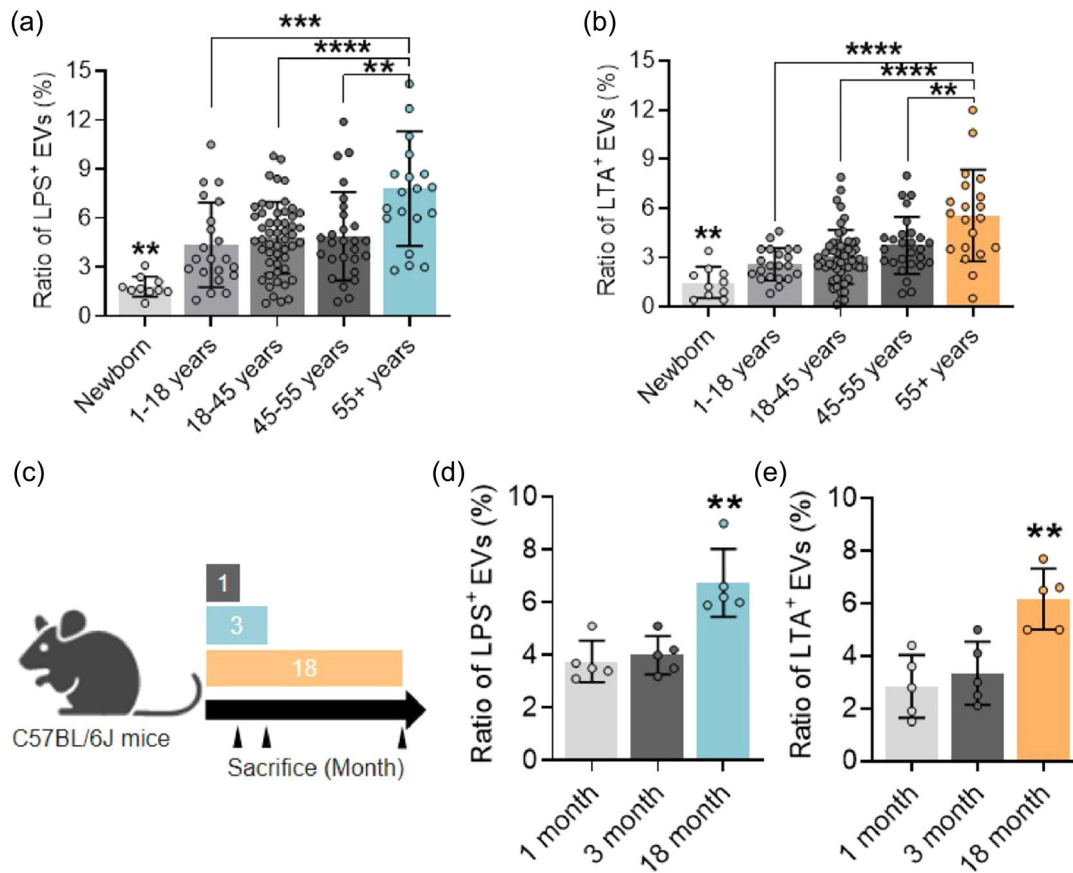 (a)
***
****
**
**
Ratio of LPS⁺ EVs (%)
15
12
9
6
3
0
Newborn
1-18 years
18-45 years
45-55 years
55+ years
(b)
****
****
**
**
Ratio of LTA⁺ EVs (%)
15
12
9
6
3
0
Newborn
1-18 years
18-45 years
45-55 years
55+ years
(c)
1
3
18
C57BL/6J mice
Sacrifice (Month)
(d)
**
Ratio of LPS⁺ EVs (%)
10
8
6
4
2
0
1 month
3 month
18 month
(e)
**
Ratio of LTA⁺ EVs (%)
10
8
6
4
2
0
1 month
3 month
18 month